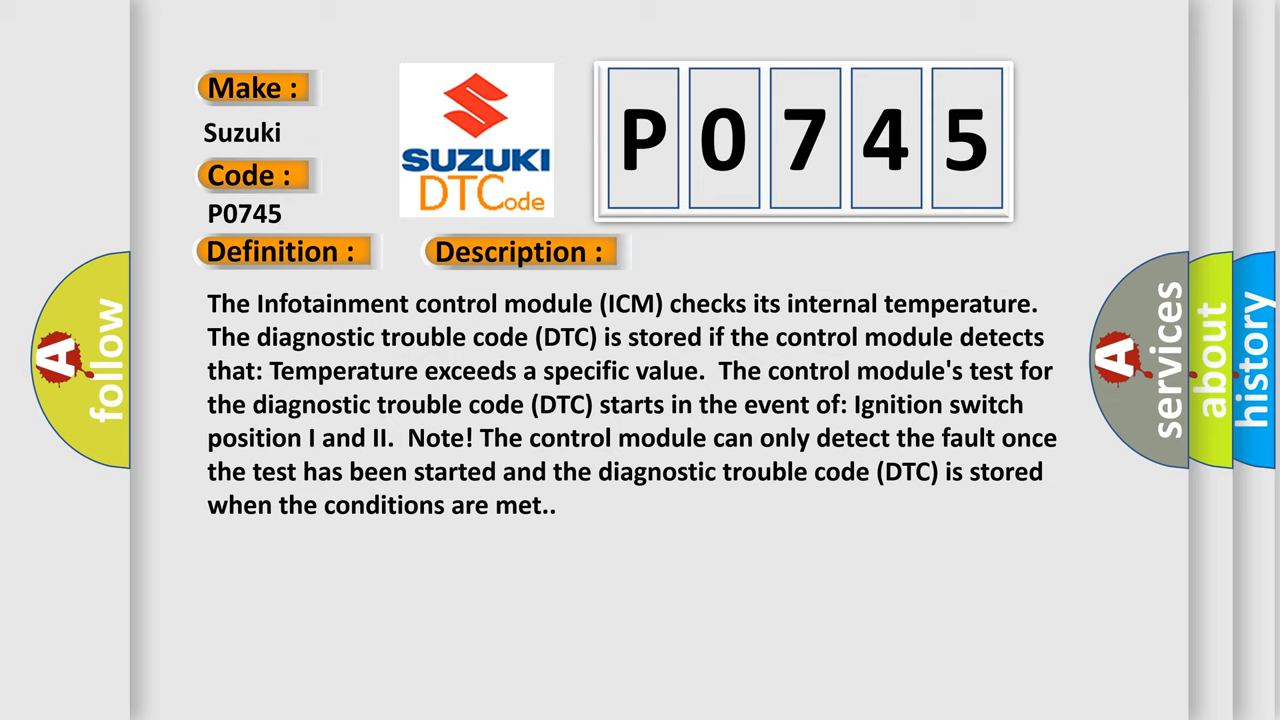 Make :
Suzuki
Code :
P0745
Definition :
Description :
SUZUKI
DTCode
P0745
The Infotainment control module (ICM) checks its internal temperature.
The diagnostic trouble code (DTC) is stored if the control module detects
that: Temperature exceeds a specific value. The control module's test for
the diagnostic trouble code (DTC) starts in the event of: Ignition switch
position I and II. Note! The control module can only detect the fault once
the test has been started and the diagnostic trouble code (DTC) is stored
when the conditions are met..
A
follow
A
services
about
history